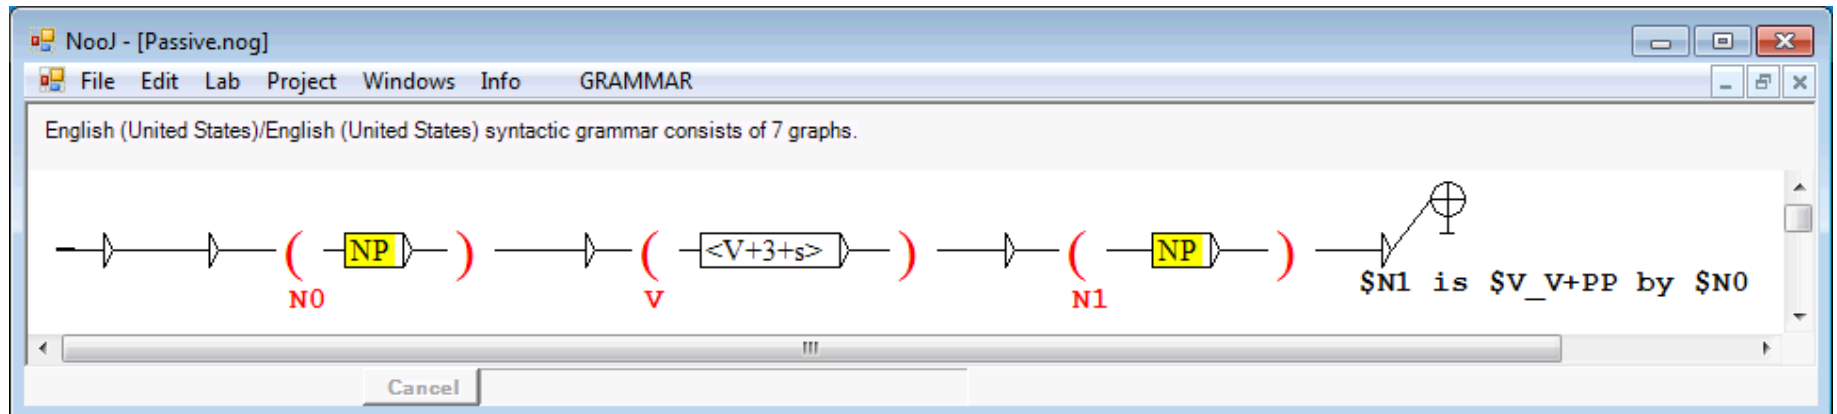 NooJ - [Passive.nog]
File Edit Lab Project Windows Info GRAMMAR
English (United States)/English (United States) syntactic grammar consists of 7 graphs.
( NP ) ( <V+3+s> ) ( NP )
N0 V N1 $N1 is $V_V+PP by $N0
Cancel